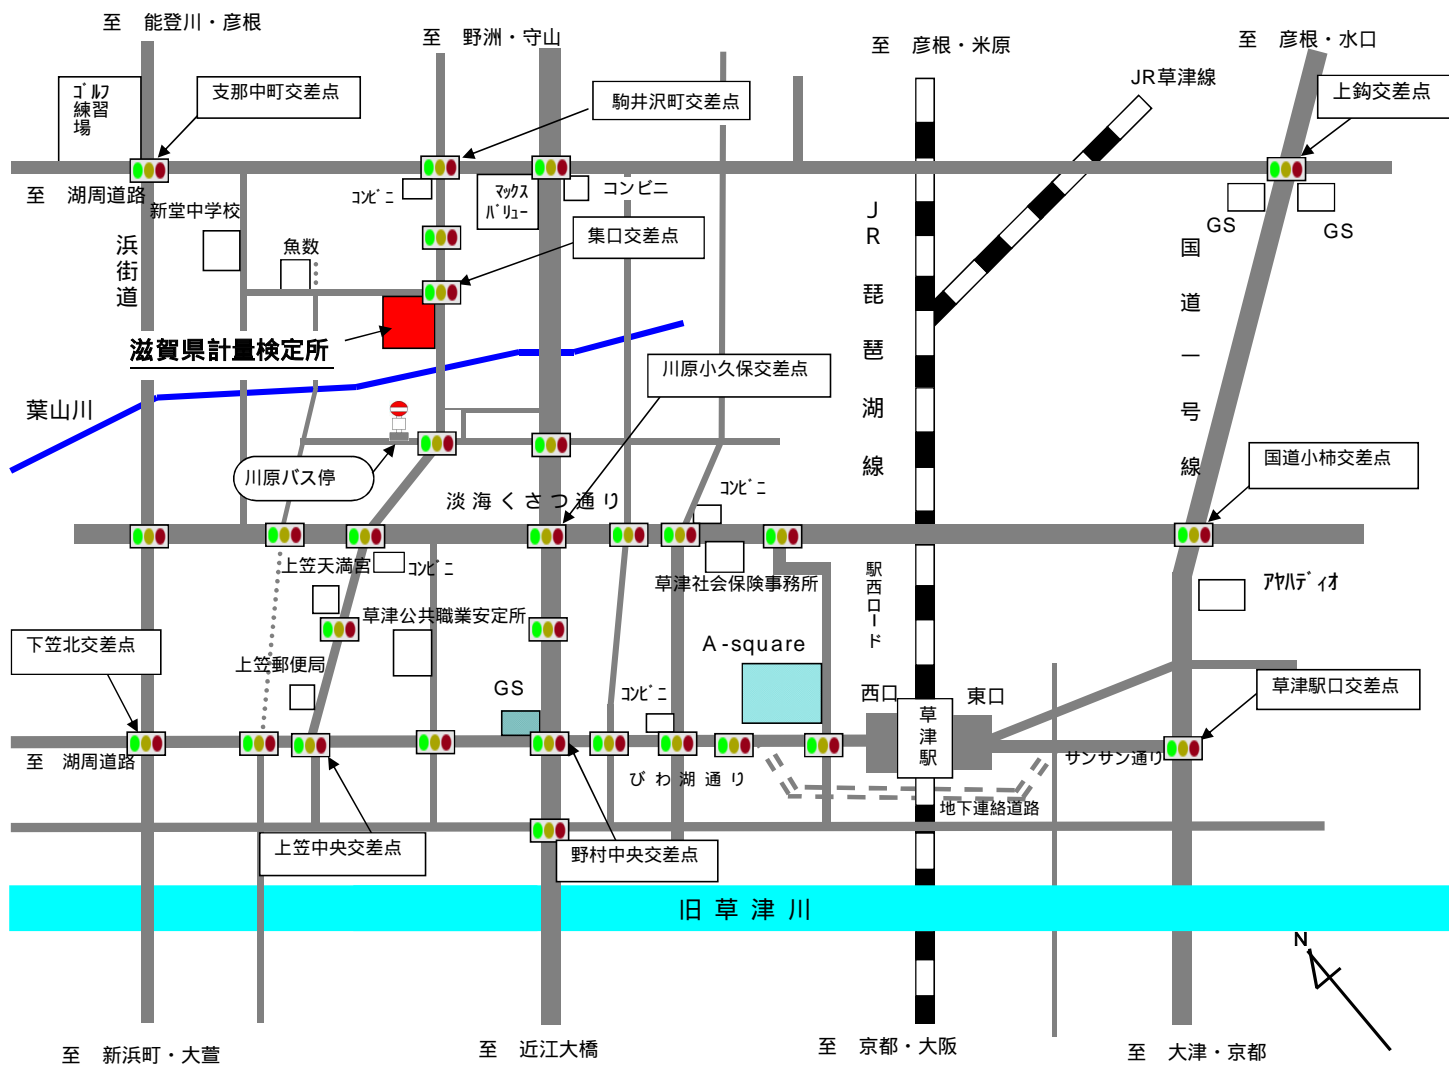 至　能登川・彦根
至　野洲・守山
至　彦根・米原
至　彦根・水口
JR草津線
ｺﾞﾙﾌ
練習
場
支那中町交差点
駒井沢町交差点
上鈎交差点
至　湖周道路
新堂中学校
ｺﾝﾋﾞﾆ
ﾏｯｸｽ
ﾊﾞﾘｭｰ
コンビニ
GS
GS
浜街道
魚数
集口交差点
JR琵琶湖線
国道一号線
滋賀県計量検定所
川原小久保交差点
葉山川
川原バス停
淡海くさつ通り
ｺﾝﾋﾞﾆ
国道小柿交差点
上笠天満宮
ｺﾝﾋﾞﾆ
草津社会保険事務所
駅西ロード
ｱﾔﾊﾃﾞｨｵ
草津公共職業安定所
下笠北交差点
上笠郵便局
A-square
GS
ｺﾝﾋﾞﾆ
西口
東口
草津駅
草津駅口交差点
至　湖周道路
びわ湖通り
サンサン通り
地下連絡道路
上笠中央交差点
野村中央交差点
旧草津川
N
至　新浜町・大萱
至　近江大橋
至　京都・大阪
至　大津・京都